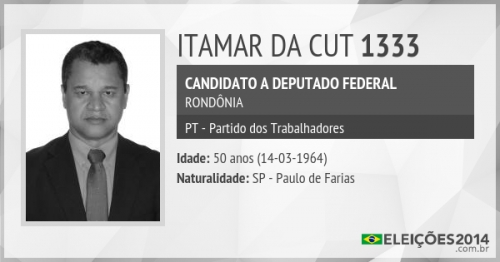 ITAMAR DA CUT 1333
CANDIDATO A DEPUTADO FEDERAL
RONDÔNIA
PT - Partido dos Trabalhadores
Idade: 50 anos (14-03-1964)
Naturalidade: SP - Paulo de Farias
ELEIÇÕES2014
.com.br